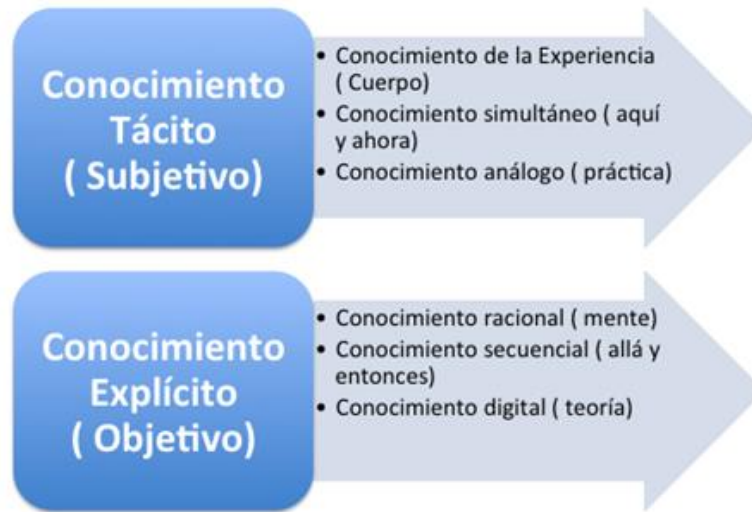 Conocimiento
Tácito
( Subjetivo)
• Conocimiento de la Experiencia
( Cuerpo)
• Conocimiento simultáneo ( aquí
y ahora)
• Conocimiento análogo ( práctica)
Conocimiento
Explícito
( Objetivo)
• Conocimiento racional ( mente)
• Conocimiento secuencial ( allá y
entonces)
• Conocimiento digital ( teoría)